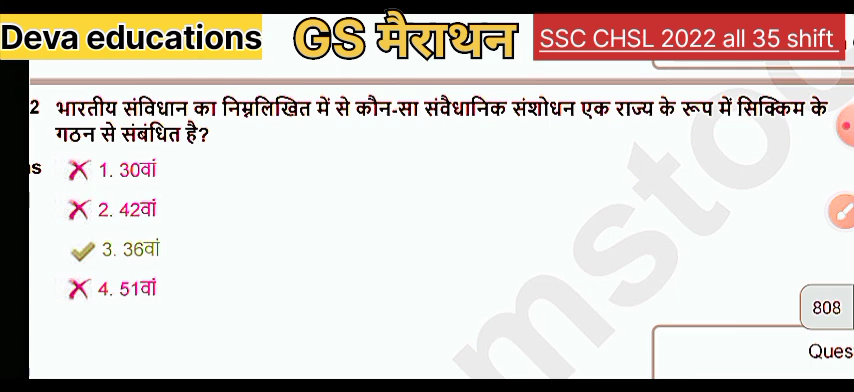 Deva educations GS मैराथन SSC CHSL 2022 all 35 shift
2 भारतीय संविधान का निम्नलिखित में से कौन-सा संवैधानिक संशोधन एक राज्य के रूप में सिक्किम के
गठन से संबंधित है?
1. 30वां
2. 42वां
3. 36वां
4. 51वां
808
Ques